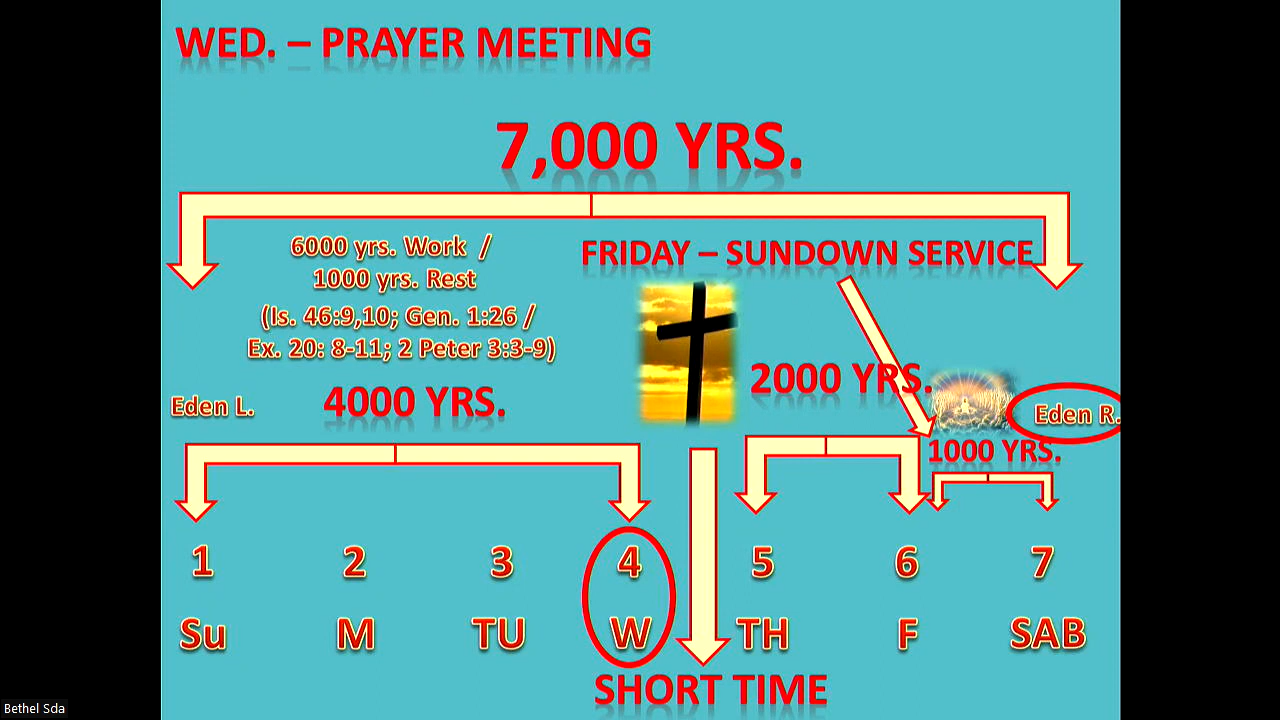 WED. – PRAYER MEETING
7,000 YRS.
6000 yrs. Work /
1000 yrs. Rest
(Is. 46:9,10; Gen. 1:26 /
Ex. 20: 8-11; 2 Peter 3:3-9)
FRIDAY – SUNDOWN SERVICE
Eden L.
4000 YRS.
2000 YRS.
Eden R.
1000 YRS.
1 2 3 4 5 6 7
Su M TU W TH F SAB
SHORT TIME
Bethel Sda